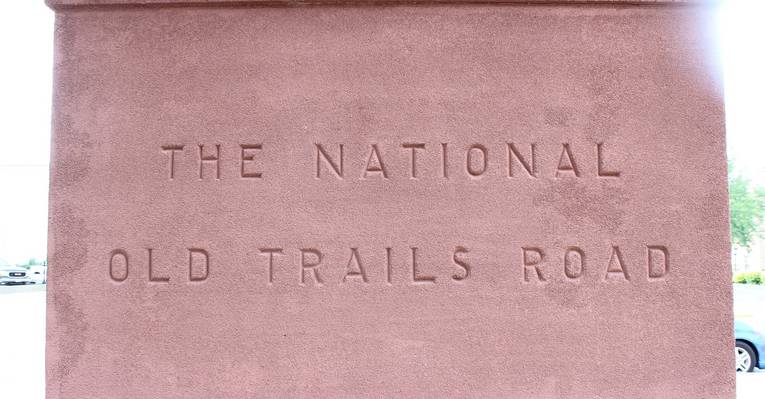 THE NATIONAL
OLD TRAILS ROAD